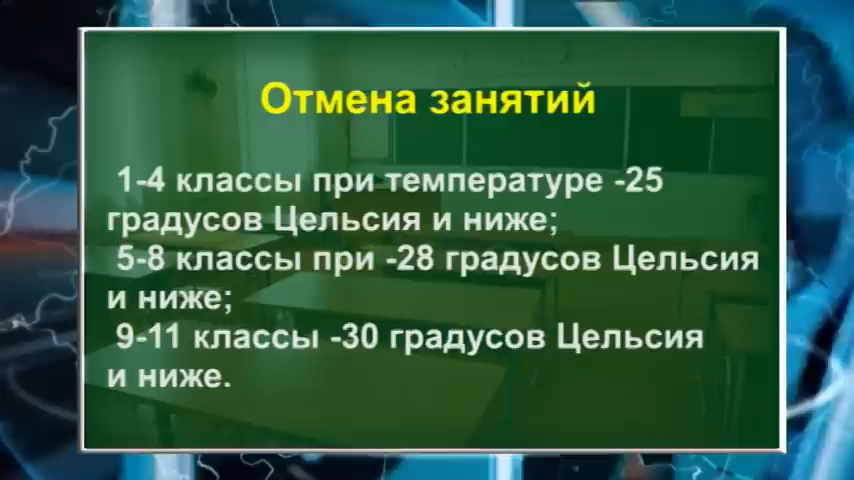 Отмена занятий
1-4 классы при температуре -25
градусов Цельсия и ниже;
5-8 классы при -28 градусов Цельсия
и ниже;
9-11 классы -30 градусов Цельсия
и ниже.